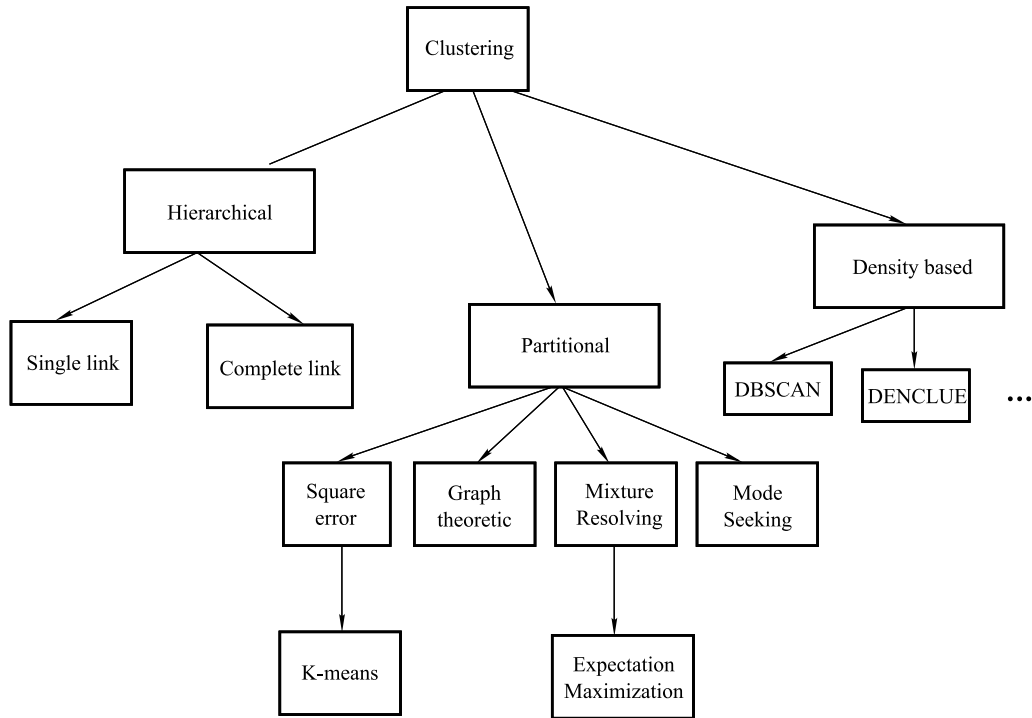 Clustering
Hierarchical
Density based
Single link
Complete link
Partitional
DBSCAN
DENCLUE
...
Square
error
Graph
theoretic
Mixture
Resolving
Mode
Seeking
K-means
Expectation
Maximization